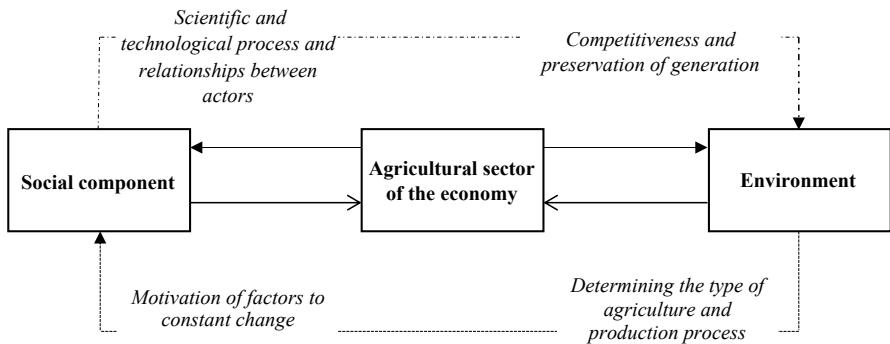 Scientific and
technological process and
relationships between
actors
Competitiveness and
preservation of generation
Social component
Agricultural sector
of the economy
Environment
Motivation of factors to
constant change
Determining the type of
agriculture and
production process